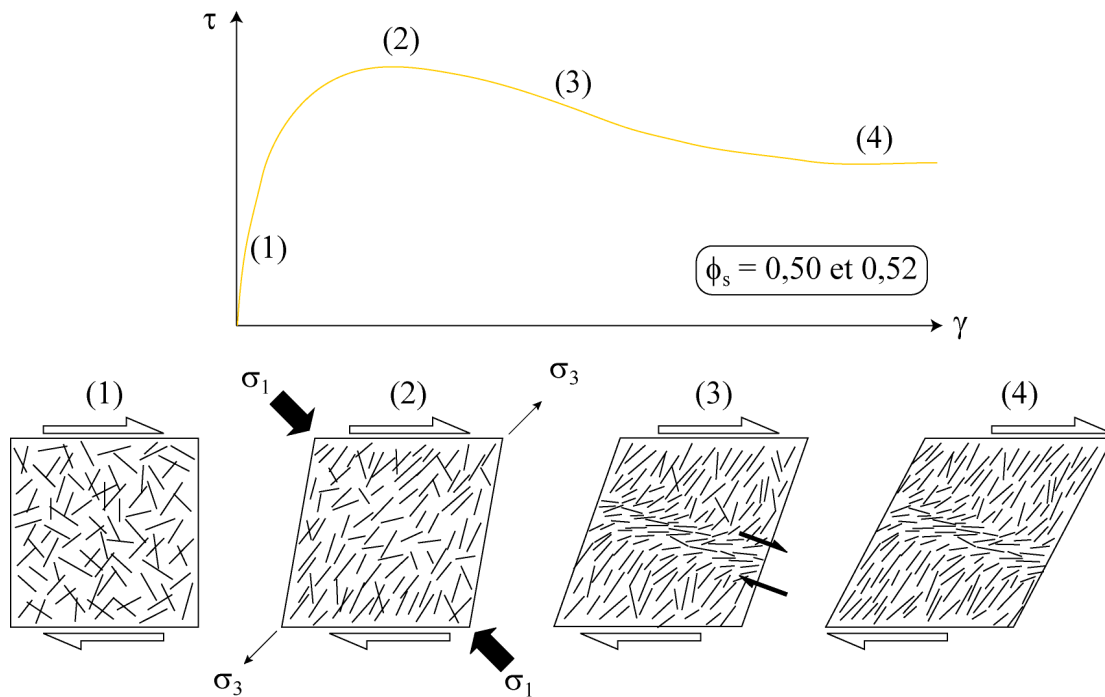 τ
(2)
(3)
(4)
(1)
ϕs = 0,50 et 0,52
γ
(1)
σ1
(2)
σ3
(3)
(4)
σ3
σ1